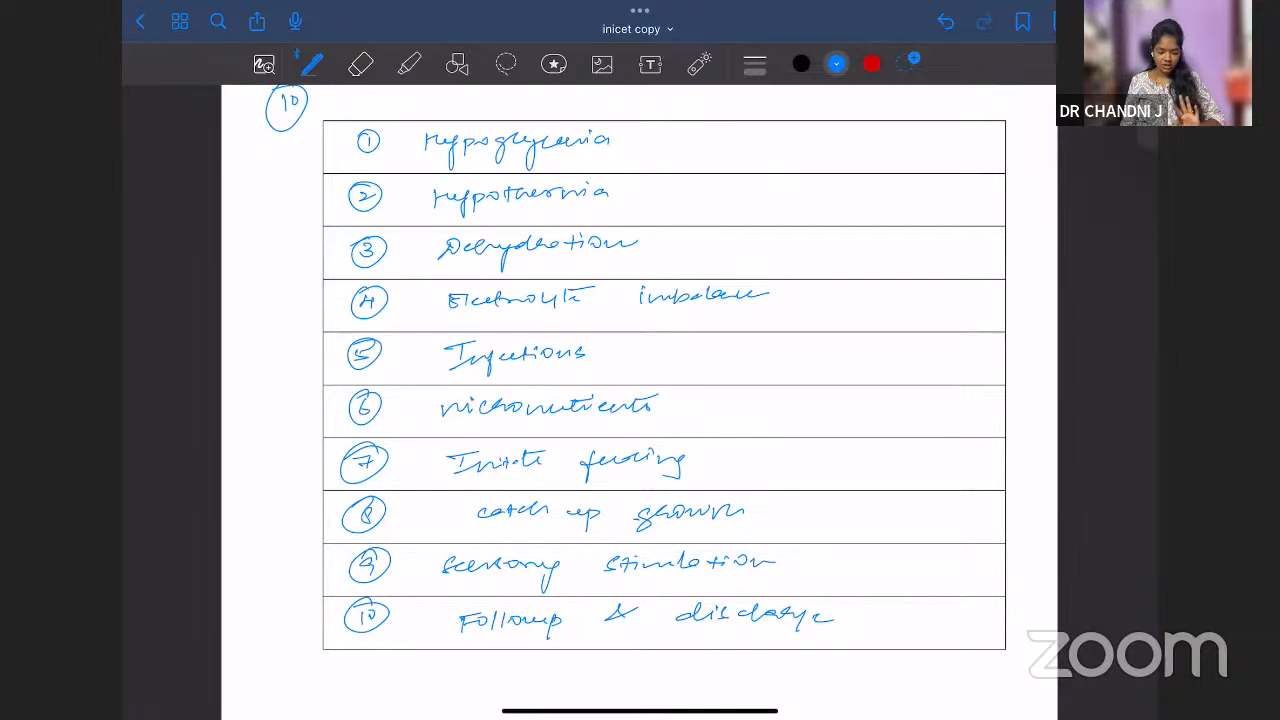 inicet copy
DR CHANDNI J
10
1 Hypoglycemia
2 Hypothermia
3 Dehydration
4 Electrolyte imbalance
5 Infections
6 micronutrients
7 Initiate feeding
8 catch up growth
9 sensory stimulation
10 Followup & discharge
zoom